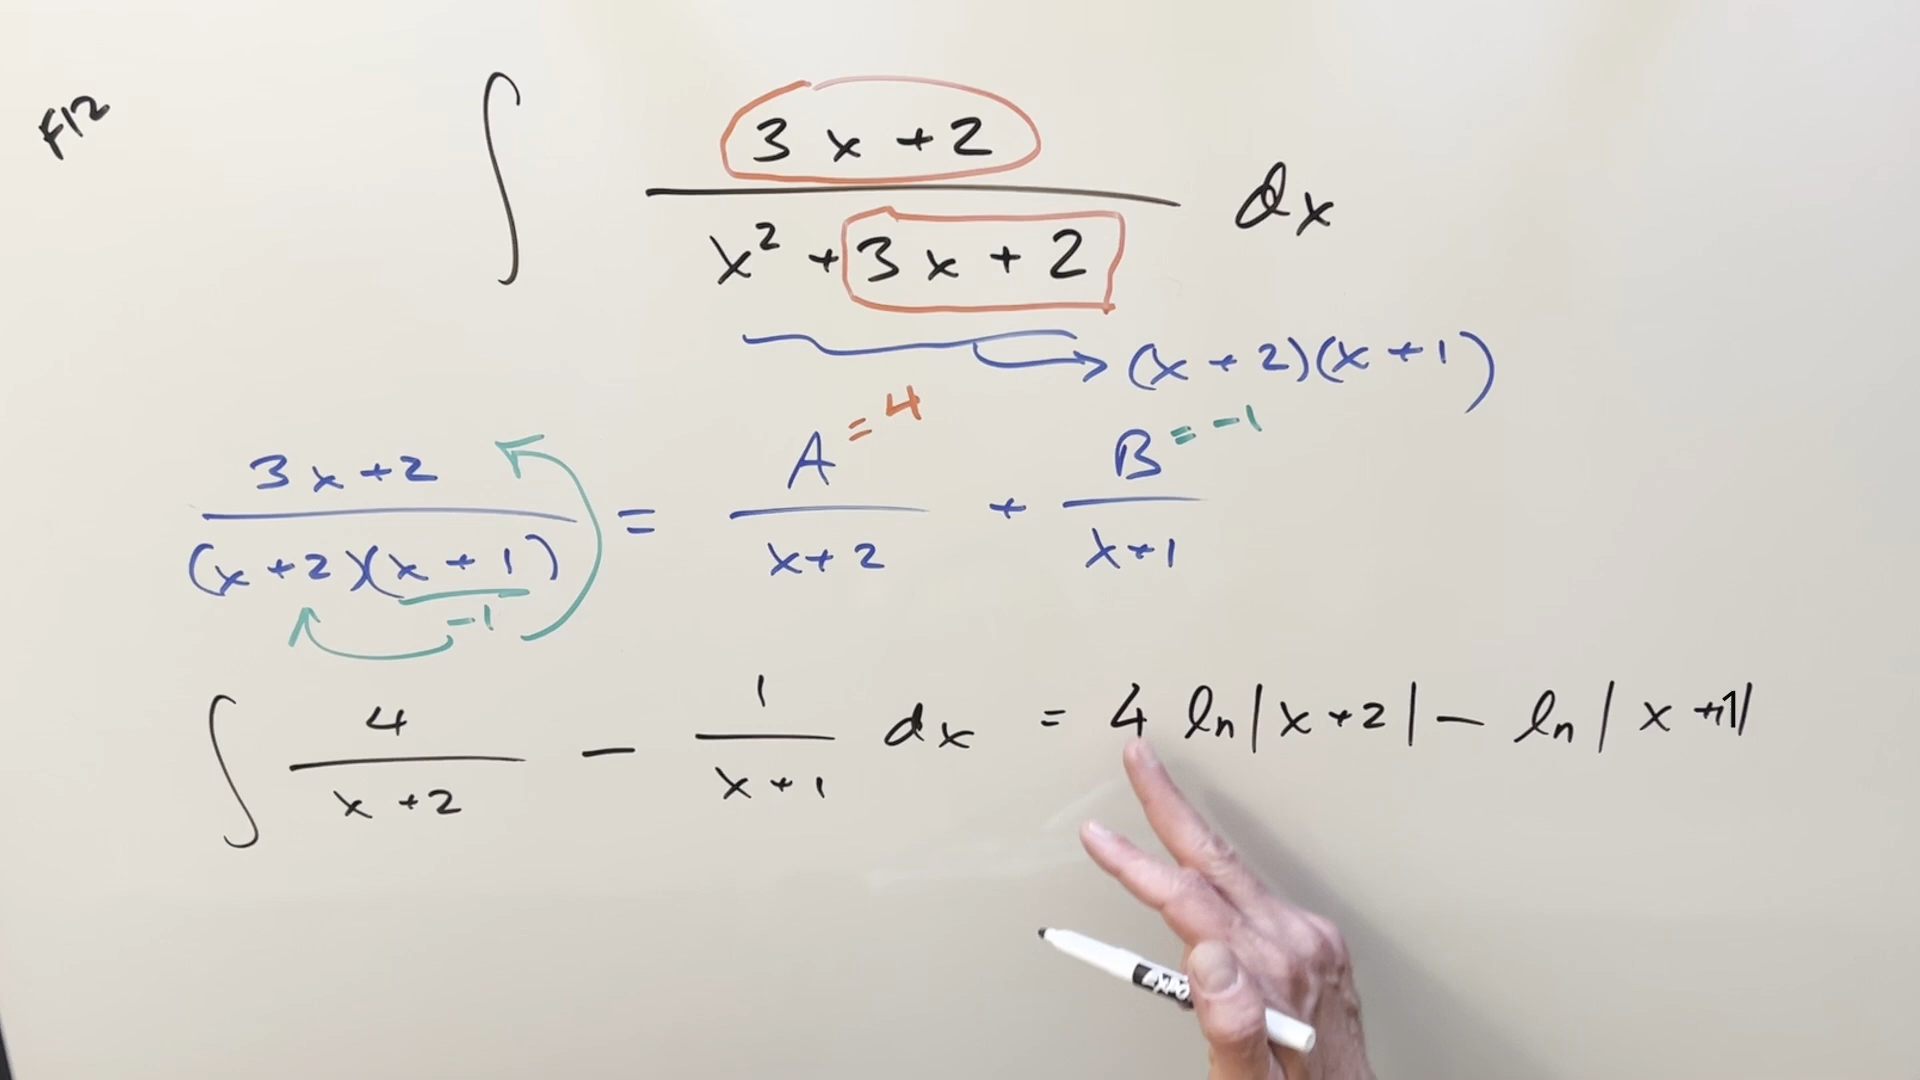 F12
∫ 3x+2 / x² + 3x + 2 dx
→ (x + 2)(x + 1)
3x+2 / (x+2)(x+1) = A / x+2 + B / x+1
A = 4
B = -1
-1
∫ 4 / x+2 − 1 / x+1 dx = 4 ln|x+2| − ln|x+1|
EXPO